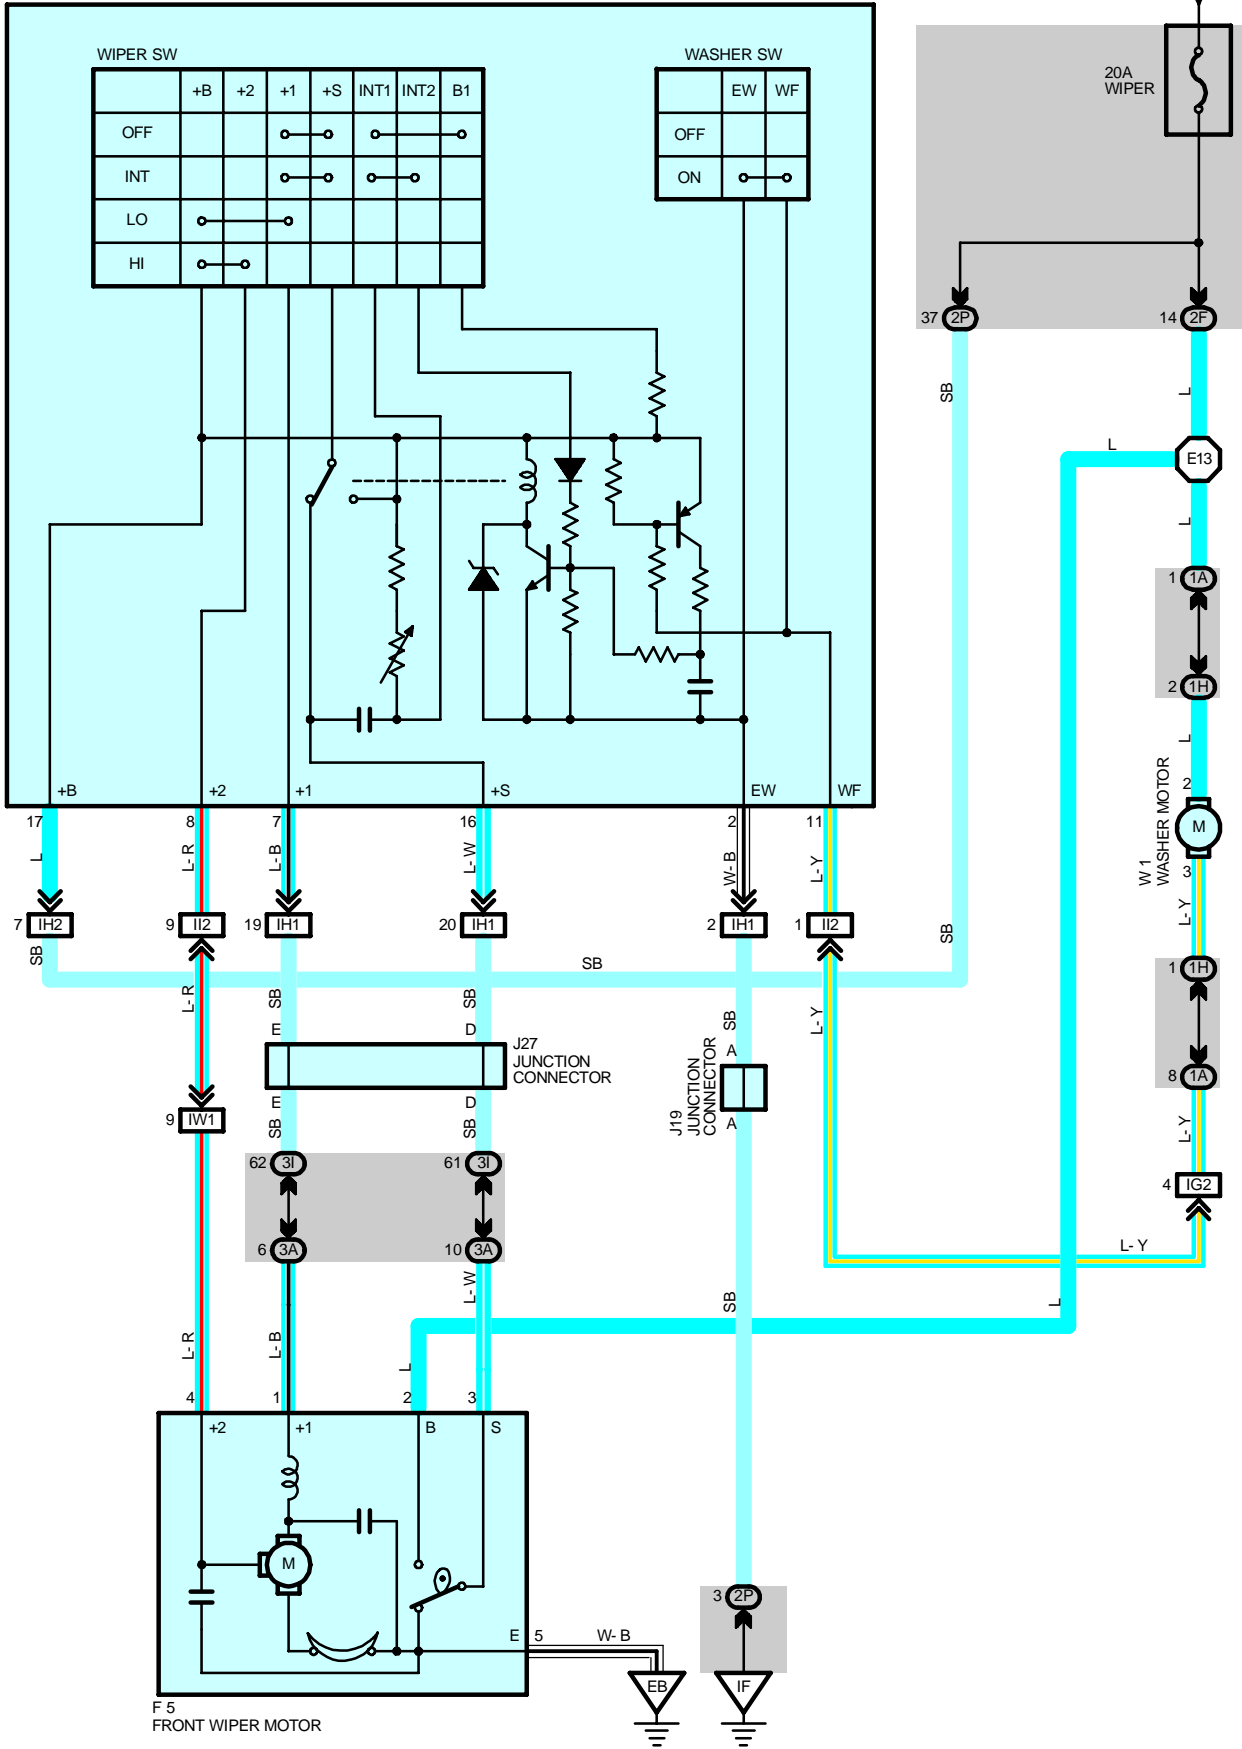 WIPER SW
+B +2 +1 +S INT1 INT2 B1
OFF
INT
LO
HI
WASHER SW
EW WF
OFF
ON
20A
WIPER
37 2P
14 2F
SB
L
L
E13
L
1 1A
2 1H
L
+B
+2
+1
+S
EW
WF
17
8
7
16
2
11
L
L-R
L-B
L-W
W-B
L-Y
2
M
W 1
WASHER MOTOR
3
L-Y
7 IH2
9 II2
19 IH1
20 IH1
2 IH1
1 II2
SB
SB
SB
L-R
SB
SB
SB
L-Y
1 1H
8 1A
E
D
J27
JUNCTION
CONNECTOR
E
D
SB
SB
A
J19
JUNCTION
CONNECTOR
A
9 IW1
L-Y
4 IG2
62 3I
61 3I
6 3A
10 3A
L-Y
L-R
L-B
L
L-W
SB
L
4
1
2
3
+2
+1
B
S
M
3 2P
E 5
W-B
EB
IF
F 5
FRONT WIPER MOTOR